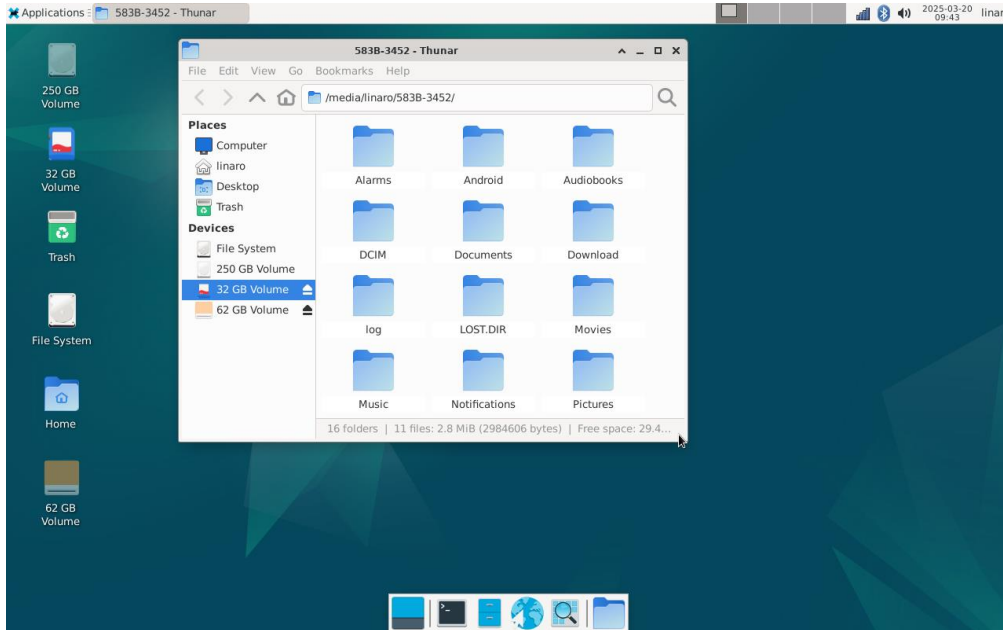 Applications
583B-3452 - Thunar
2025-03-20
09:43
linar
250 GB
Volume
32 GB
Volume
Trash
File System
Home
62 GB
Volume
583B-3452 - Thunar
File Edit View Go Bookmarks Help
/media/linaro/583B-3452/
Places
Computer
linaro
Desktop
Trash
Devices
File System
250 GB Volume
32 GB Volume
62 GB Volume
Alarms Android Audiobooks
DCIM Documents Download
log LOST.DIR Movies
Music Notifications Pictures
16 folders | 11 files: 2.8 MiB (2984606 bytes) | Free space: 29.4...